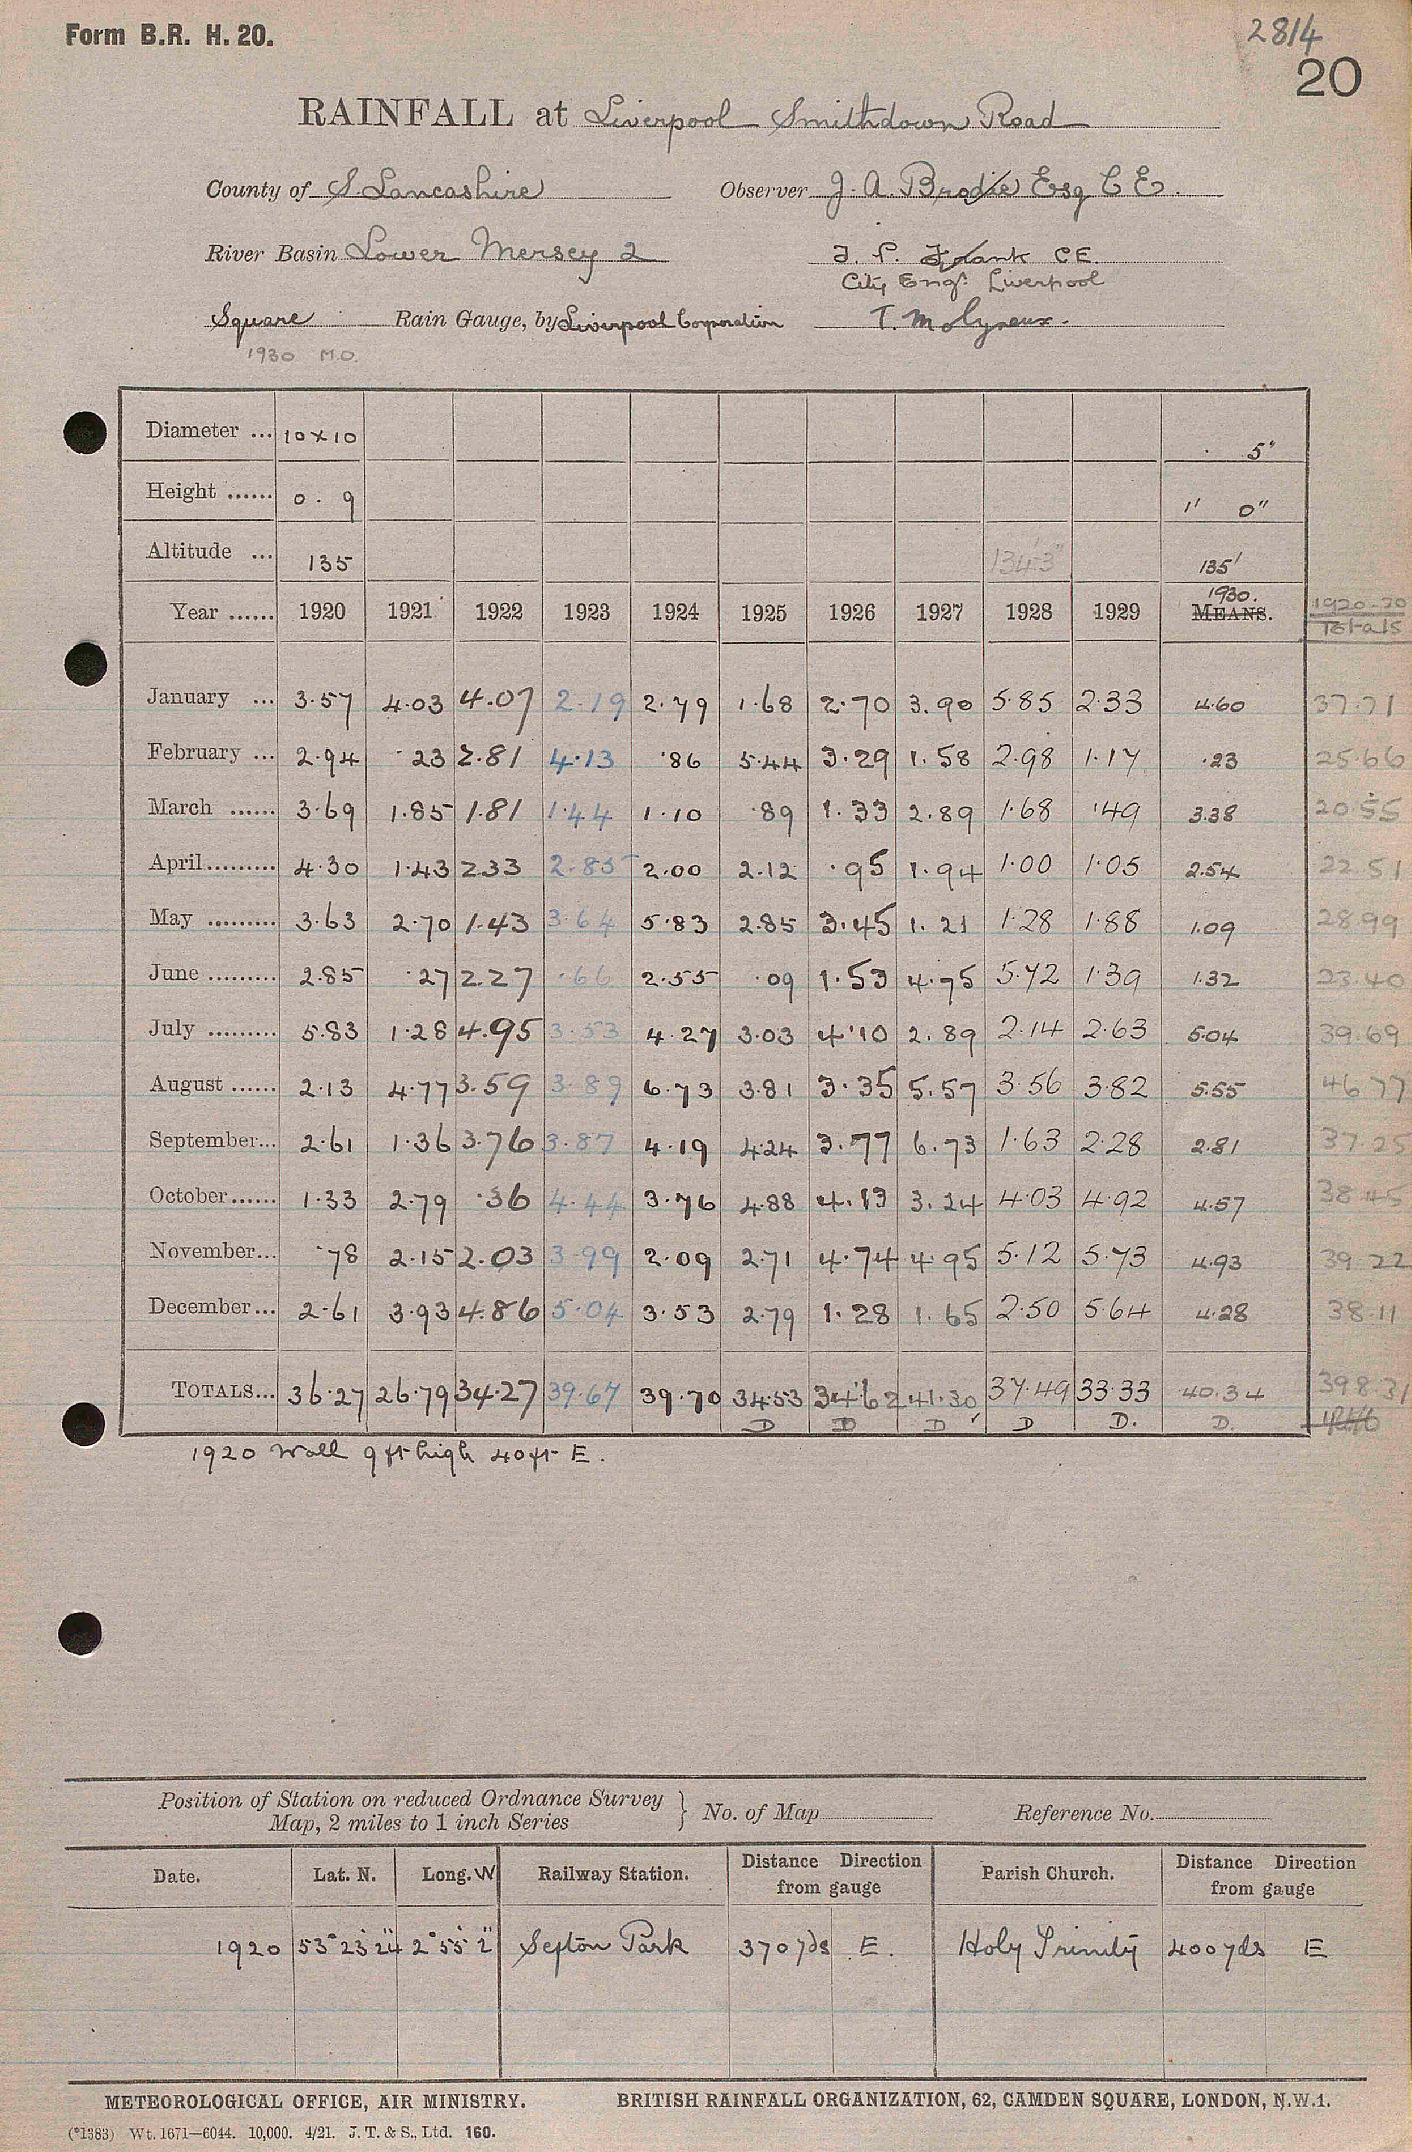 Form B.R. H. 20.
2814
20
RAINFALL at Liverpool Smithdown Road
County of S. Lancashire Observer J. A. Brodie Esq C E.
River Basin Lower Mersey 2 T. P. Frank CE.
City Engr. Liverpool
Square Rain Gauge, by Liverpool Corporation T. Molyneux.
1930 M.O.
Diameter ... 10 x 10 5"
Height ...... 0 . 9 1' 0"
Altitude ... 135 134'3" 135'
Year ...... 1920 1921 1922 1923 1924 1925 1926 1927 1928 1929 1930. MEANS. 1920-30 Totals
January ... 3.57 4.03 4.07 2.19 2.79 1.68 2.70 3.90 5.85 2.33 4.60 37.71
February ... 2.94 .23 2.81 4.13 .86 5.44 3.29 1.58 2.98 1.17 .23 25.66
March ...... 3.69 1.85 1.81 1.44 1.10 .89 1.33 2.89 1.68 .49 3.38 20.55
April ......... 4.30 1.43 2.33 2.85 2.00 2.12 .95 1.94 1.00 1.05 2.54 22.51
May ......... 3.63 2.70 1.43 3.64 5.83 2.85 3.45 1.21 1.28 1.88 1.09 28.99
June ......... 2.85 .27 2.27 .66 2.55 .09 1.53 4.75 5.72 1.39 1.32 23.40
July ......... 5.83 1.28 4.95 3.53 4.27 3.03 4.10 2.89 2.14 2.63 5.04 39.69
August ...... 2.13 4.77 3.59 3.89 6.73 3.81 3.35 5.57 3.56 3.82 5.55 46.77
September... 2.61 1.36 3.76 3.87 4.19 4.24 3.77 6.73 1.63 2.28 2.81 37.25
October...... 1.33 2.79 .36 4.44 3.76 4.88 4.13 3.24 4.03 4.92 4.57 38.45
November... .78 2.15 2.03 3.99 2.09 2.71 4.74 4.95 5.12 5.73 4.93 39.22
December... 2.61 3.93 4.86 5.04 3.53 2.79 1.28 1.65 2.50 5.64 4.28 38.11
TOTALS... 36.27 26.79 34.27 39.67 39.70 34.53 34.62 41.30 37.49 33.33 40.34 398.31
D D D D D. D.
1920 Wall 9 ft high 40 ft E.
Position of Station on reduced Ordnance Survey
Map, 2 miles to 1 inch Series } No. of Map Reference No.
Date. Lat. N. Long. W Railway Station. Distance Direction from gauge Parish Church. Distance Direction from gauge
1920 53° 23' 24" 2° 55' 2" Sefton Park 370 yds E. Holy Trinity 400 yds E
METEOROLOGICAL OFFICE, AIR MINISTRY. BRITISH RAINFALL ORGANIZATION, 62, CAMDEN SQUARE, LONDON, N.W.1.
(*1383) Wt. 1671—6044. 10,000. 4/21. J. T. & S., Ltd. 160.